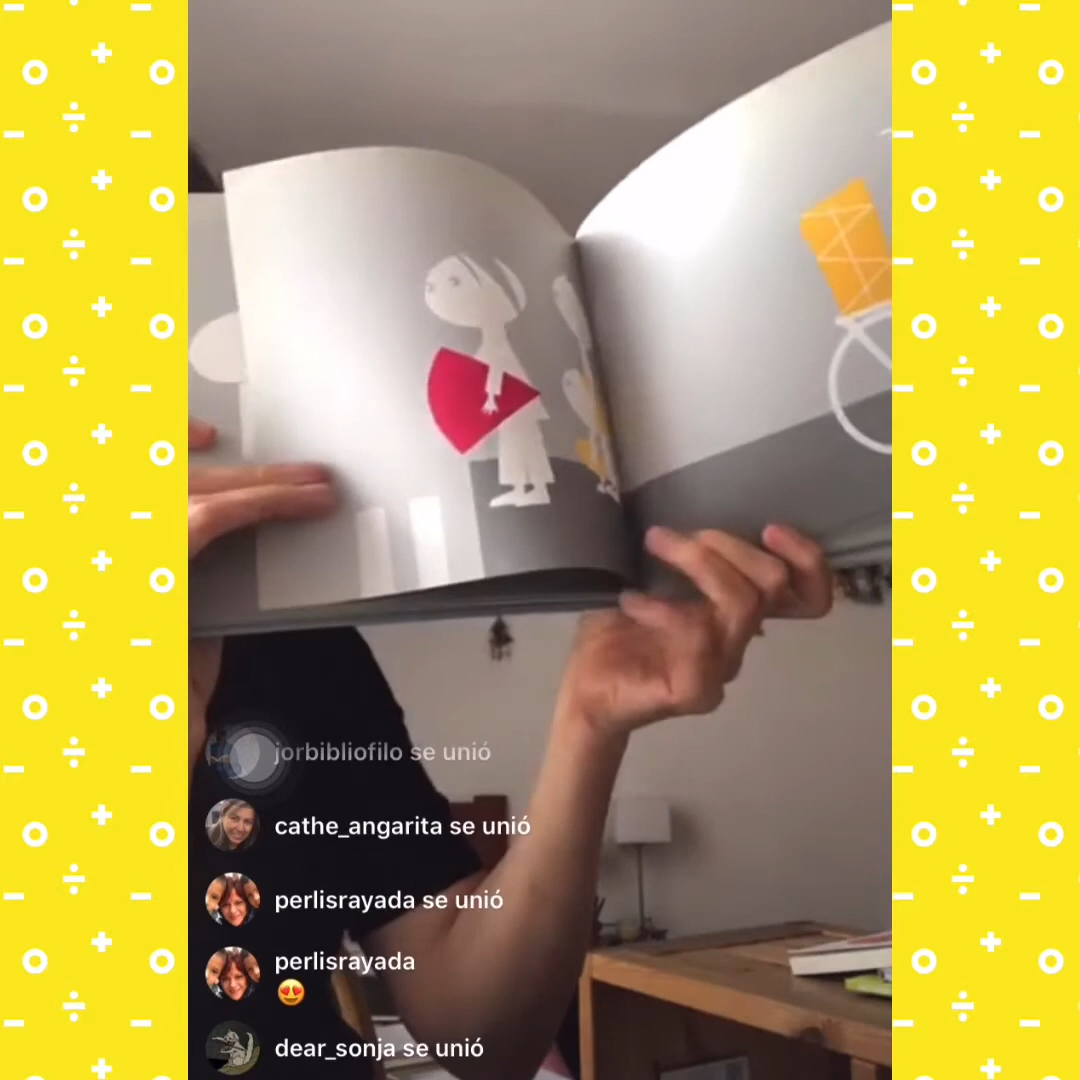 jorbibliofilo se unió
cathe_angarita se unió
perlisrayada se unió
perlisrayada
😍
dear_sonja se unió